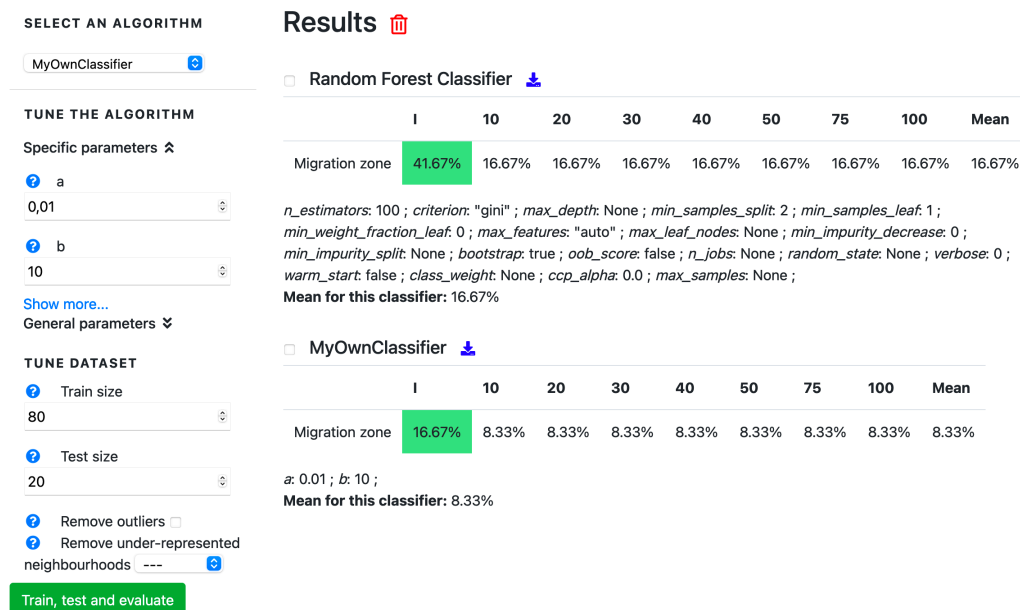 SELECT AN ALGORITHM
MyOwnClassifier
TUNE THE ALGORITHM
Specific parameters
a
0,01
b
10
Show more...
General parameters
TUNE DATASET
Train size
80
Test size
20
Remove outliers
Remove under-represented
neighbourhoods ---
Train, test and evaluate
Results
Random Forest Classifier
I 10 20 30 40 50 75 100 Mean
Migration zone 41.67% 16.67% 16.67% 16.67% 16.67% 16.67% 16.67% 16.67% 16.67%
n_estimators: 100 ; criterion: "gini" ; max_depth: None ; min_samples_split: 2 ; min_samples_leaf: 1 ;
min_weight_fraction_leaf: 0 ; max_features: "auto" ; max_leaf_nodes: None ; min_impurity_decrease: 0 ;
min_impurity_split: None ; bootstrap: true ; oob_score: false ; n_jobs: None ; random_state: None ; verbose: 0 ;
warm_start: false ; class_weight: None ; ccp_alpha: 0.0 ; max_samples: None ;
Mean for this classifier: 16.67%
MyOwnClassifier
I 10 20 30 40 50 75 100 Mean
Migration zone 16.67% 8.33% 8.33% 8.33% 8.33% 8.33% 8.33% 8.33% 8.33%
a: 0.01 ; b: 10 ;
Mean for this classifier: 8.33%